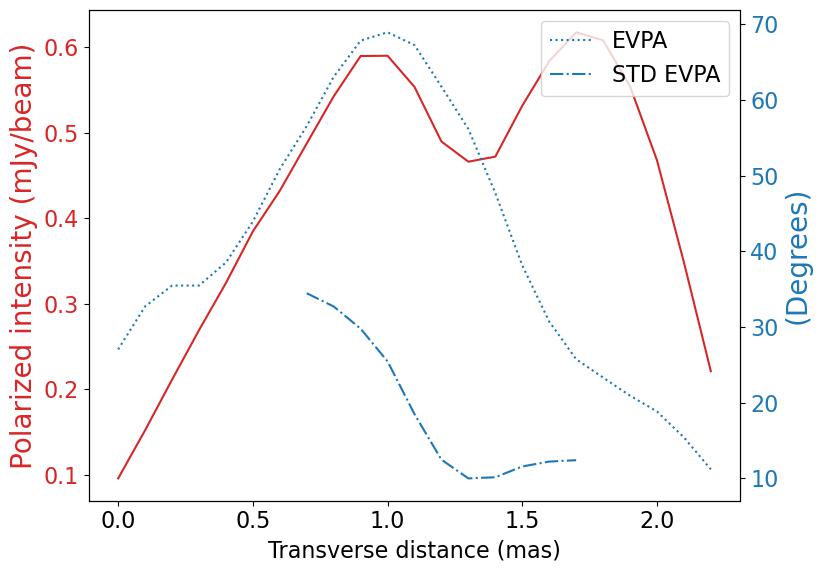 EVPA
STD EVPA
Polarized intensity (mJy/beam)
0.6
0.5
0.4
0.3
0.2
0.1
70
60
50
40
30
20
10
(Degrees)
0.0 0.5 1.0 1.5 2.0
Transverse distance (mas)